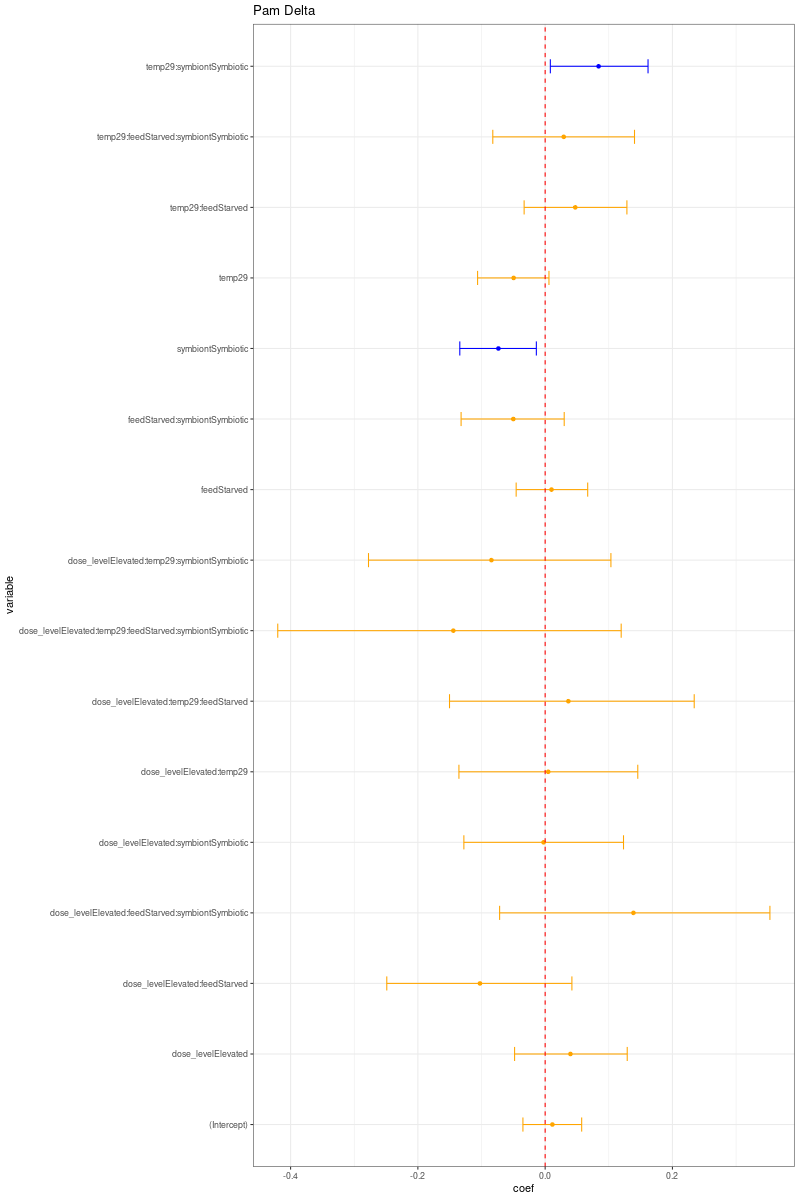 Pam Delta
temp29:symbiontSymbiotic
temp29:feedStarved:symbiontSymbiotic
temp29:feedStarved
temp29
symbiontSymbiotic
feedStarved:symbiontSymbiotic
feedStarved
dose_levelElevated:temp29:symbiontSymbiotic
dose_levelElevated:temp29:feedStarved:symbiontSymbiotic
dose_levelElevated:temp29:feedStarved
dose_levelElevated:temp29
dose_levelElevated:symbiontSymbiotic
dose_levelElevated:feedStarved:symbiontSymbiotic
dose_levelElevated:feedStarved
dose_levelElevated
(Intercept)
variable
-0.4 -0.2 0.0 0.2
coef